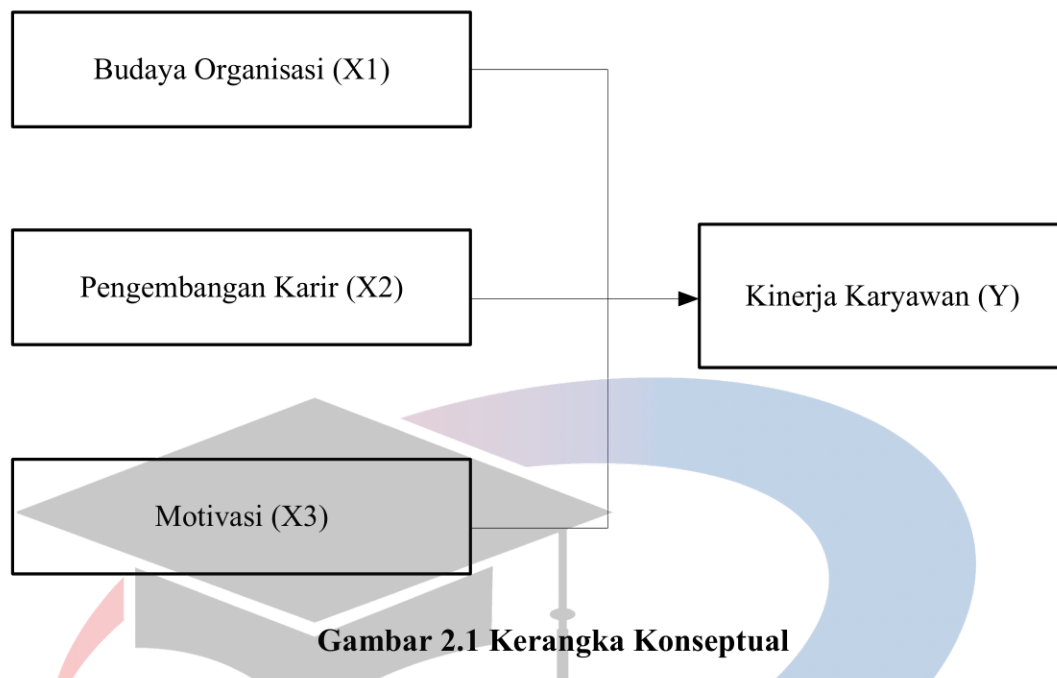 Budaya Organisasi (X1)
Pengembangan Karir (X2)
Kinerja Karyawan (Y)
Motivasi (X3)
Gambar 2.1 Kerangka Konseptual